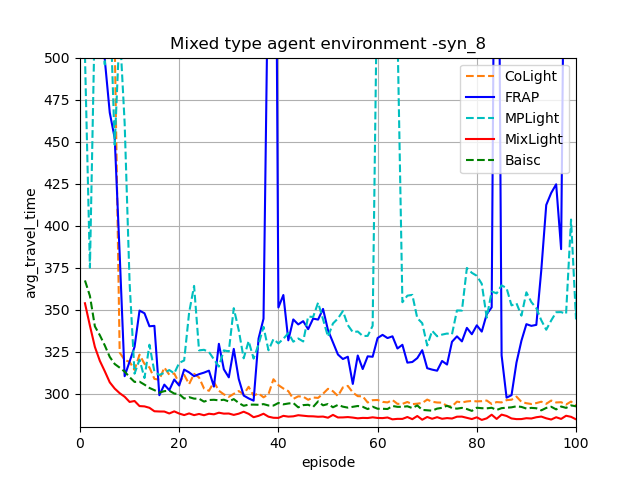 Mixed type agent environment -syn_8
500
475
450
425
400
375
350
325
300
avg_travel_time
CoLight
FRAP
MPLight
MixLight
Baisc
0 20 40 60 80 100
episode